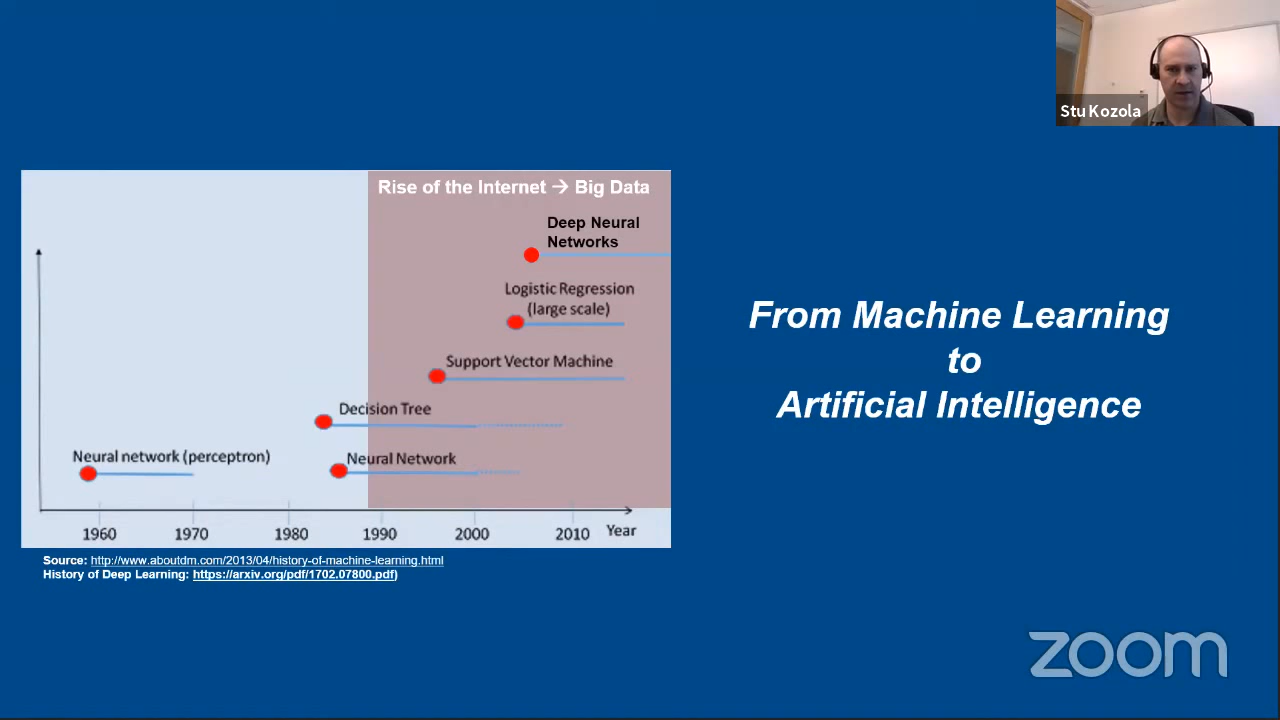 Stu Kozola
Rise of the Internet → Big Data
Deep Neural
Networks
Logistic Regression
(large scale)
Support Vector Machine
Decision Tree
Neural network (perceptron)
Neural Network
1960 1970 1980 1990 2000 2010 Year
Source: http://www.aboutdm.com/2013/04/history-of-machine-learning.html
History of Deep Learning: https://arxiv.org/pdf/1702.07800.pdf)
From Machine Learning
to
Artificial Intelligence
zoom